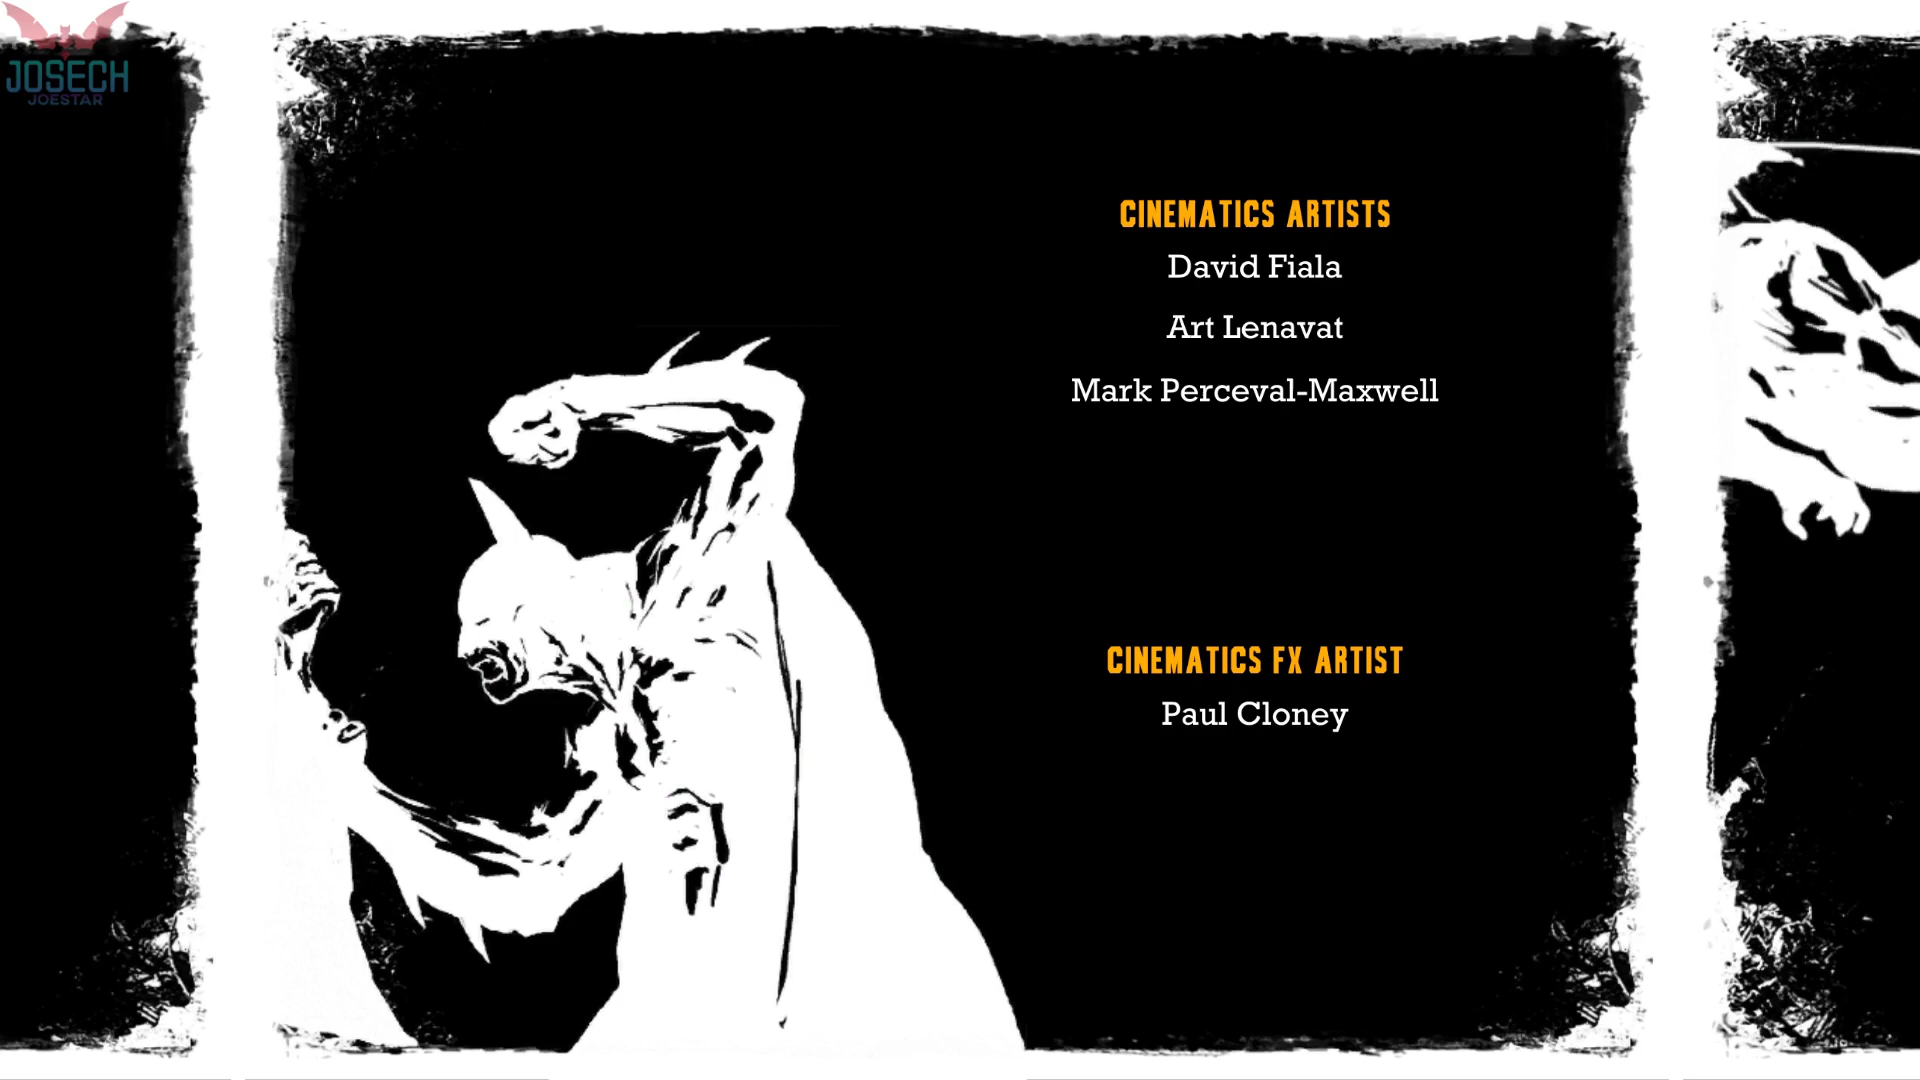 JOSECH
JOESTAR
CINEMATICS ARTISTS
David Fiala
Art Lenavat
Mark Perceval-Maxwell
CINEMATICS FX ARTIST
Paul Cloney